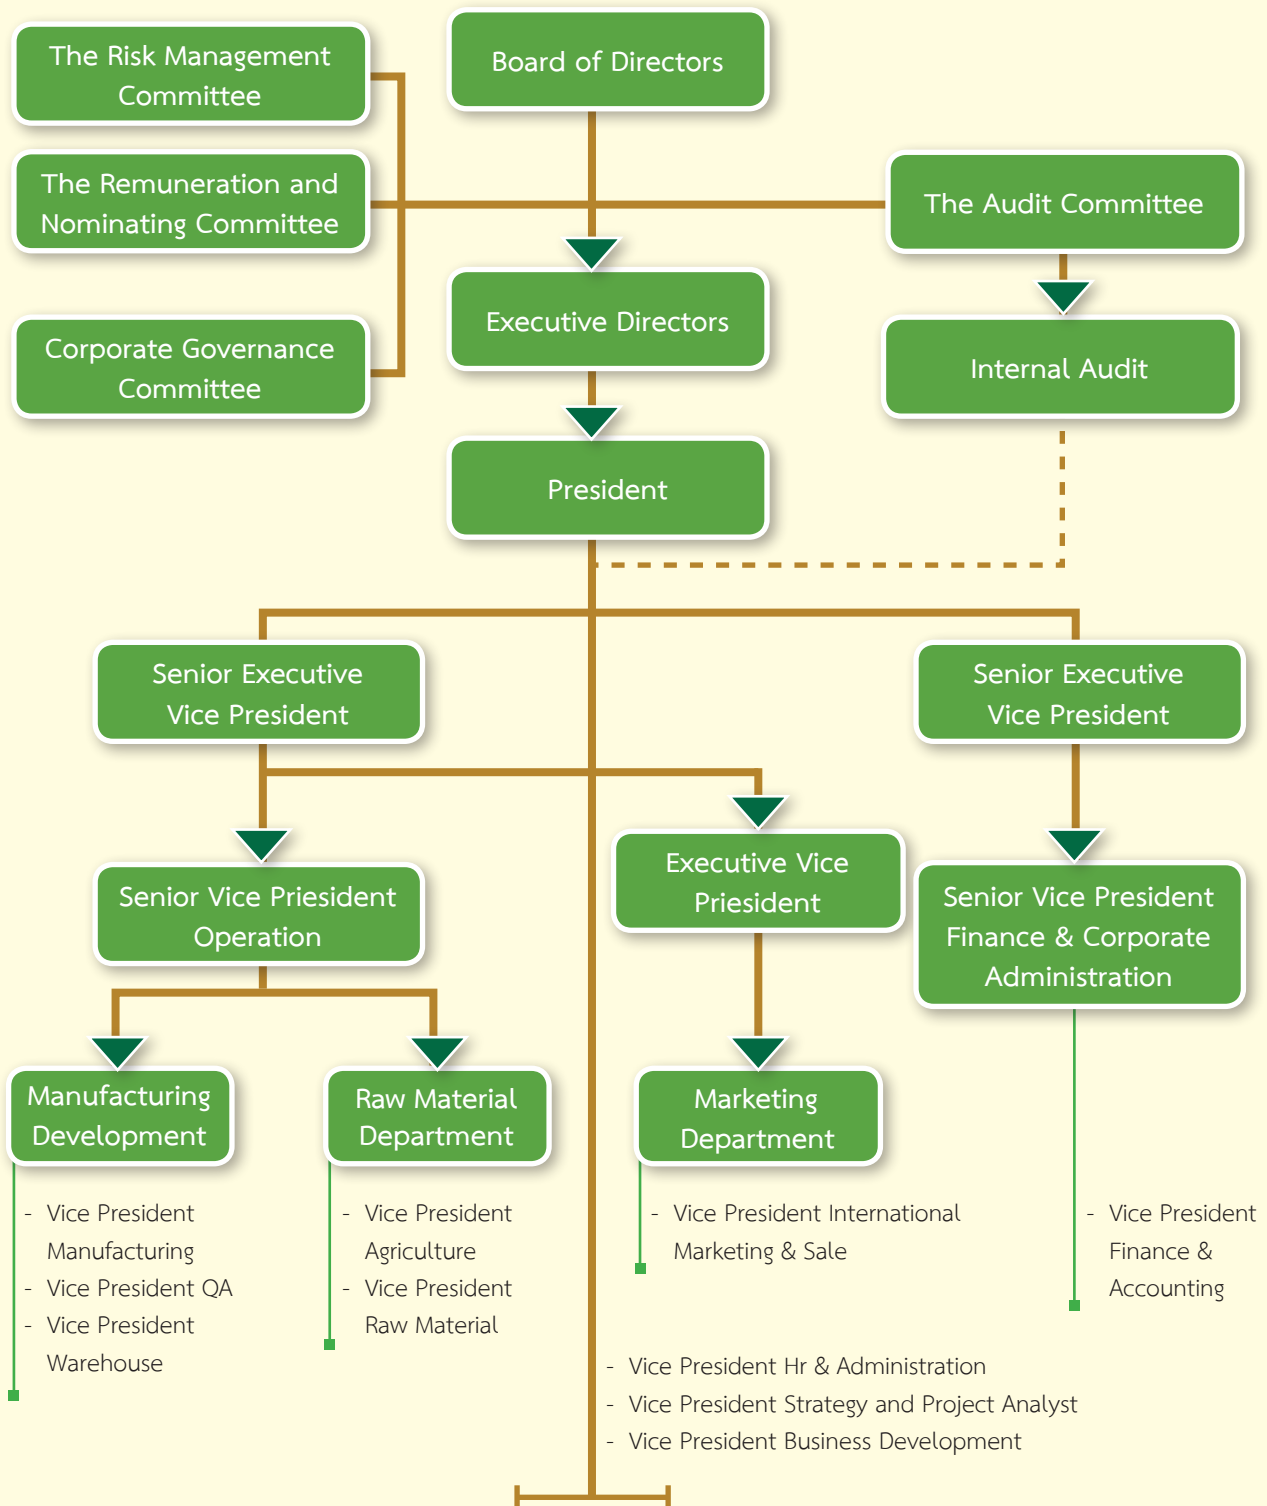 The Risk Management
Committee
Board of Directors
The Remuneration and
Nominating Committee
The Audit Committee
Executive Directors
Corporate Governance
Committee
Internal Audit
President
Senior Executive
Vice President
Senior Executive
Vice President
Senior Vice Priesident
Operation
Executive Vice
Priesident
Senior Vice President
Finance & Corporate
Administration
Manufacturing
Development
Raw Material
Department
Marketing
Department
- Vice President
Manufacturing
- Vice President QA
- Vice President
Warehouse
- Vice President
Agriculture
- Vice President
Raw Material
- Vice President International
Marketing & Sale
- Vice President
Finance &
Accounting
- Vice President Hr & Administration
- Vice President Strategy and Project Analyst
- Vice President Business Development